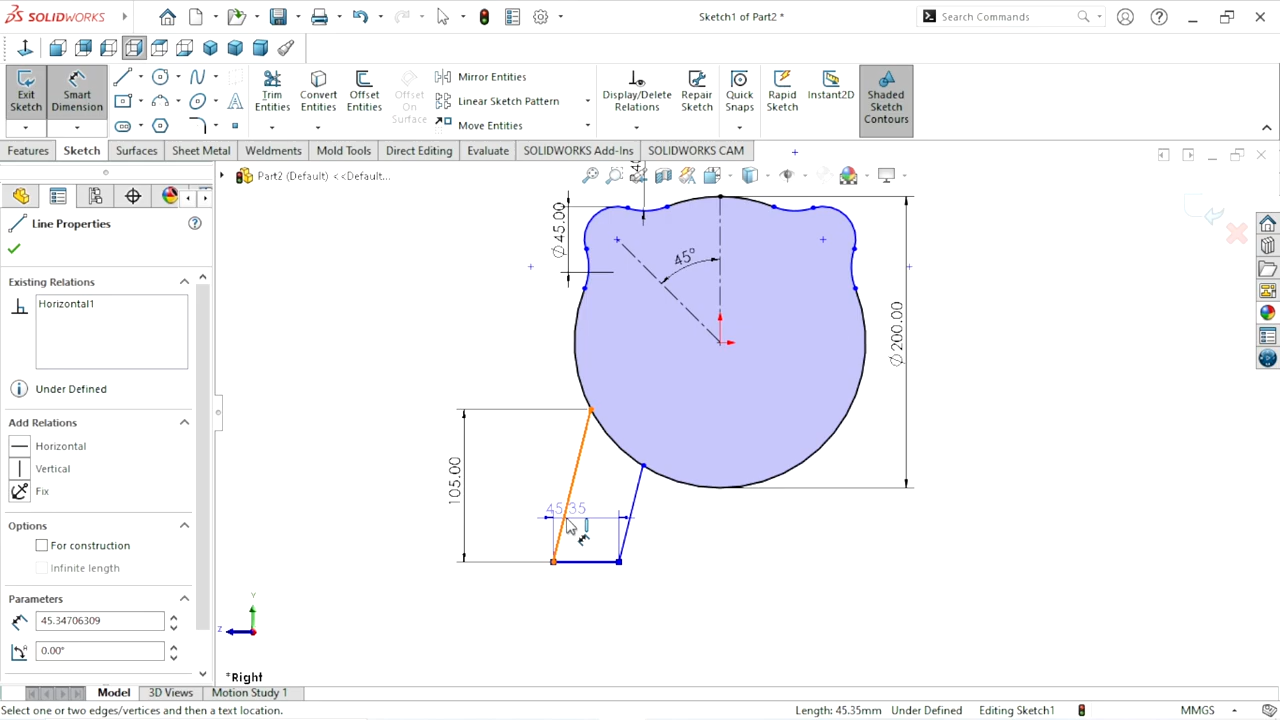 SOLIDWORKS
Sketch1 of Part2 *
Search Commands
Exit Sketch
Smart Dimension
Trim Entities
Convert Entities
Offset Entities
Offset On Surface
Mirror Entities
Linear Sketch Pattern
Move Entities
Display/Delete Relations
Repair Sketch
Quick Snaps
Rapid Sketch
Instant2D
Shaded Sketch Contours
Features
Sketch
Surfaces
Sheet Metal
Weldments
Mold Tools
Direct Editing
Evaluate
SOLIDWORKS Add-Ins
SOLIDWORKS CAM
Part2 (Default) <<Default...
Line Properties
Existing Relations
Horizontal1
Under Defined
Add Relations
Horizontal
Vertical
Fix
Options
For construction
Infinite length
Parameters
45.34706309
0.00°
Ø45.00
45°
Ø200.00
105.00
45.35
Y
Z
*Right
Model
3D Views
Motion Study 1
Select one or two edges/vertices and then a text location.
Length: 45.35mm
Under Defined
Editing Sketch1
MMGS